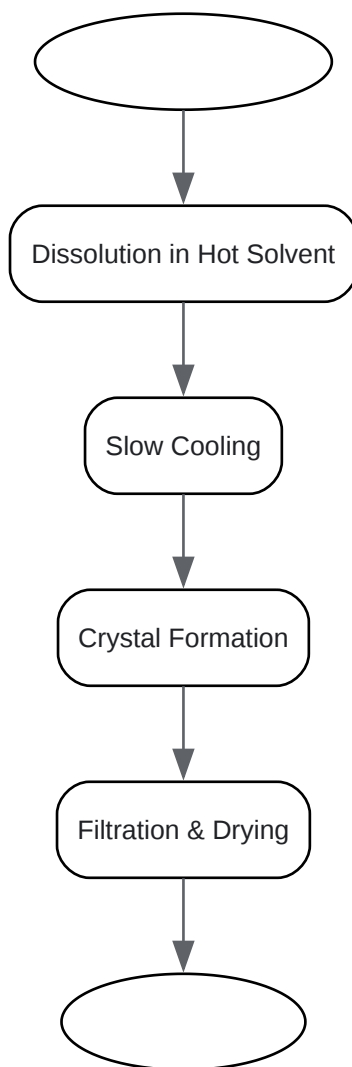 Dissolution in Hot Solvent
Slow Cooling
Crystal Formation
Filtration & Drying